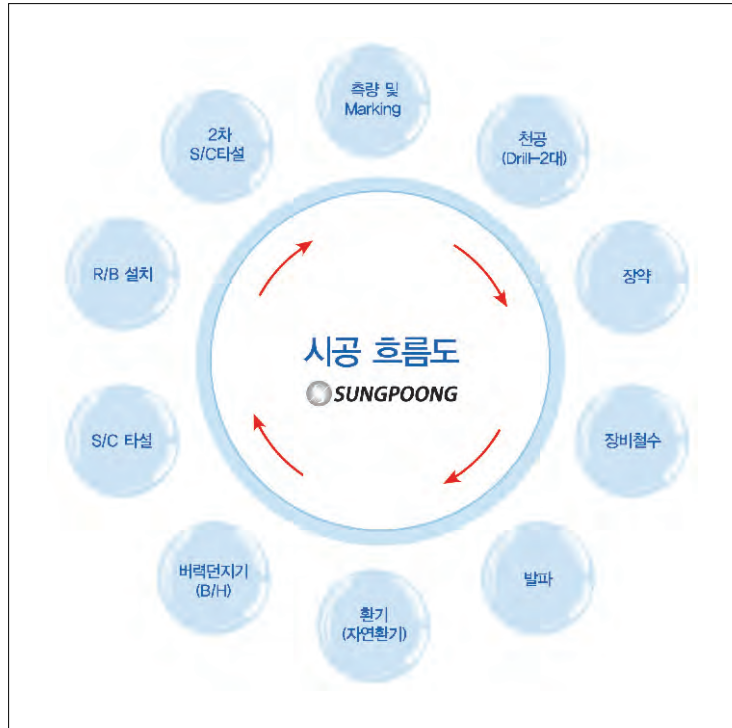 측량 및
Marking
천공
(Drill-2대)
장약
장비철수
발파
환기
(자연환기)
버력던지기
(B/H)
S/C 타설
R/B 설치
2차
S/C타설
시공 흐름도
SUNGPOONG